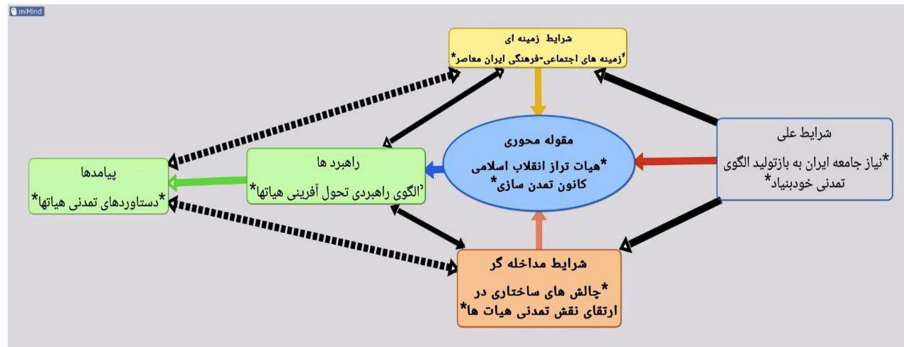 miMind
شرایط زمینه ای
*زمینه های اجتماعی-فرهنگی ایران معاصر*
شرایط علی
*نیاز جامعه ایران به بازتولید الگوی
تمدنی خودبنیاد*
مقوله محوری
*هیات تراز انقلاب اسلامی
کانون تمدن سازی*
راهبرد ها
*الگوی راهبردی تحول آفرینی هیاتها*
پیامدها
*دستاوردهای تمدنی هیاتها*
شرایط مداخله گر
*چالش های ساختاری در
ارتقای نقش تمدنی هیات ها*